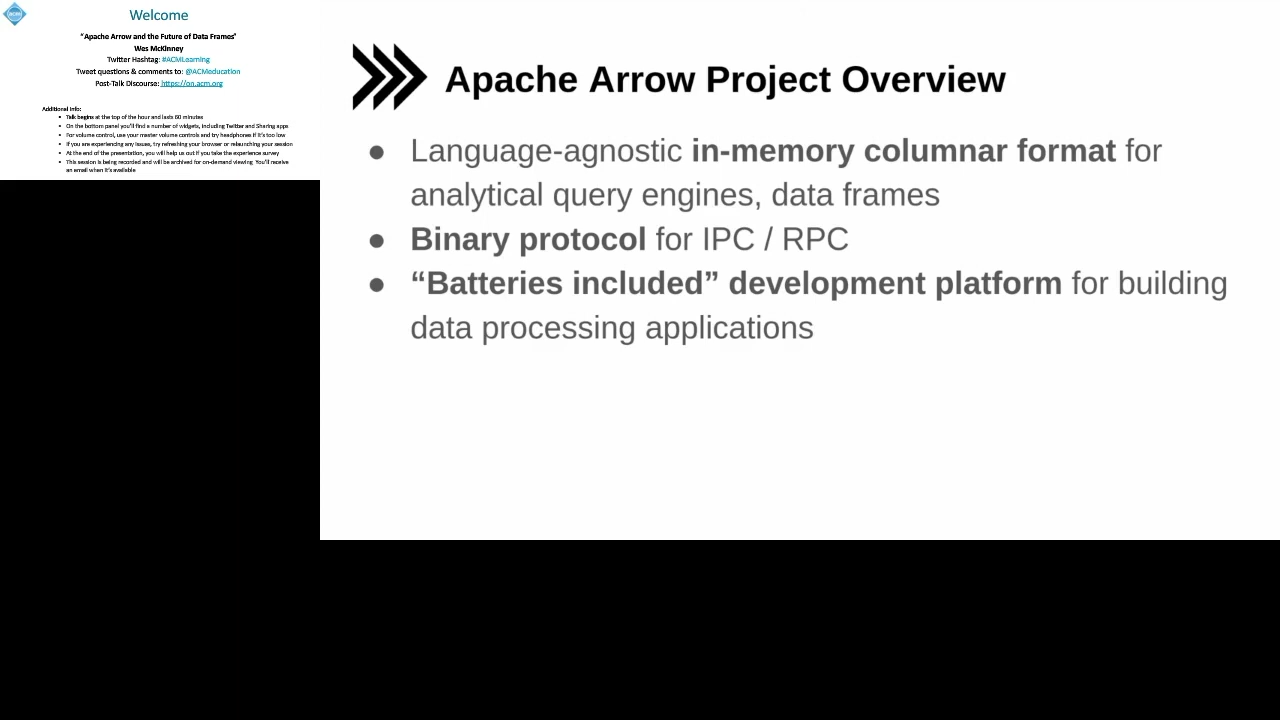 Welcome
"Apache Arrow and the Future of Data Frames"
Wes McKinney
Twitter Hashtag: #ACMLearning
Tweet questions & comments to: @ACMeducation
Post-Talk Discourse: https://on.acm.org
Additional Info:
• Talk begins at the top of the hour and lasts 60 minutes
• On the bottom panel you'll find a number of widgets, including Twitter and Sharing apps
• For volume control, use your master volume controls and try headphones if it's too low
• If you are experiencing any issues, try refreshing your browser or relaunching your session
• At the end of the presentation, you will help us out if you take the experience survey
• This session is being recorded and will be archived for on-demand viewing. You'll receive
an email when it's available
Apache Arrow Project Overview
● Language-agnostic in-memory columnar format for
analytical query engines, data frames
● Binary protocol for IPC / RPC
● “Batteries included” development platform for building
data processing applications